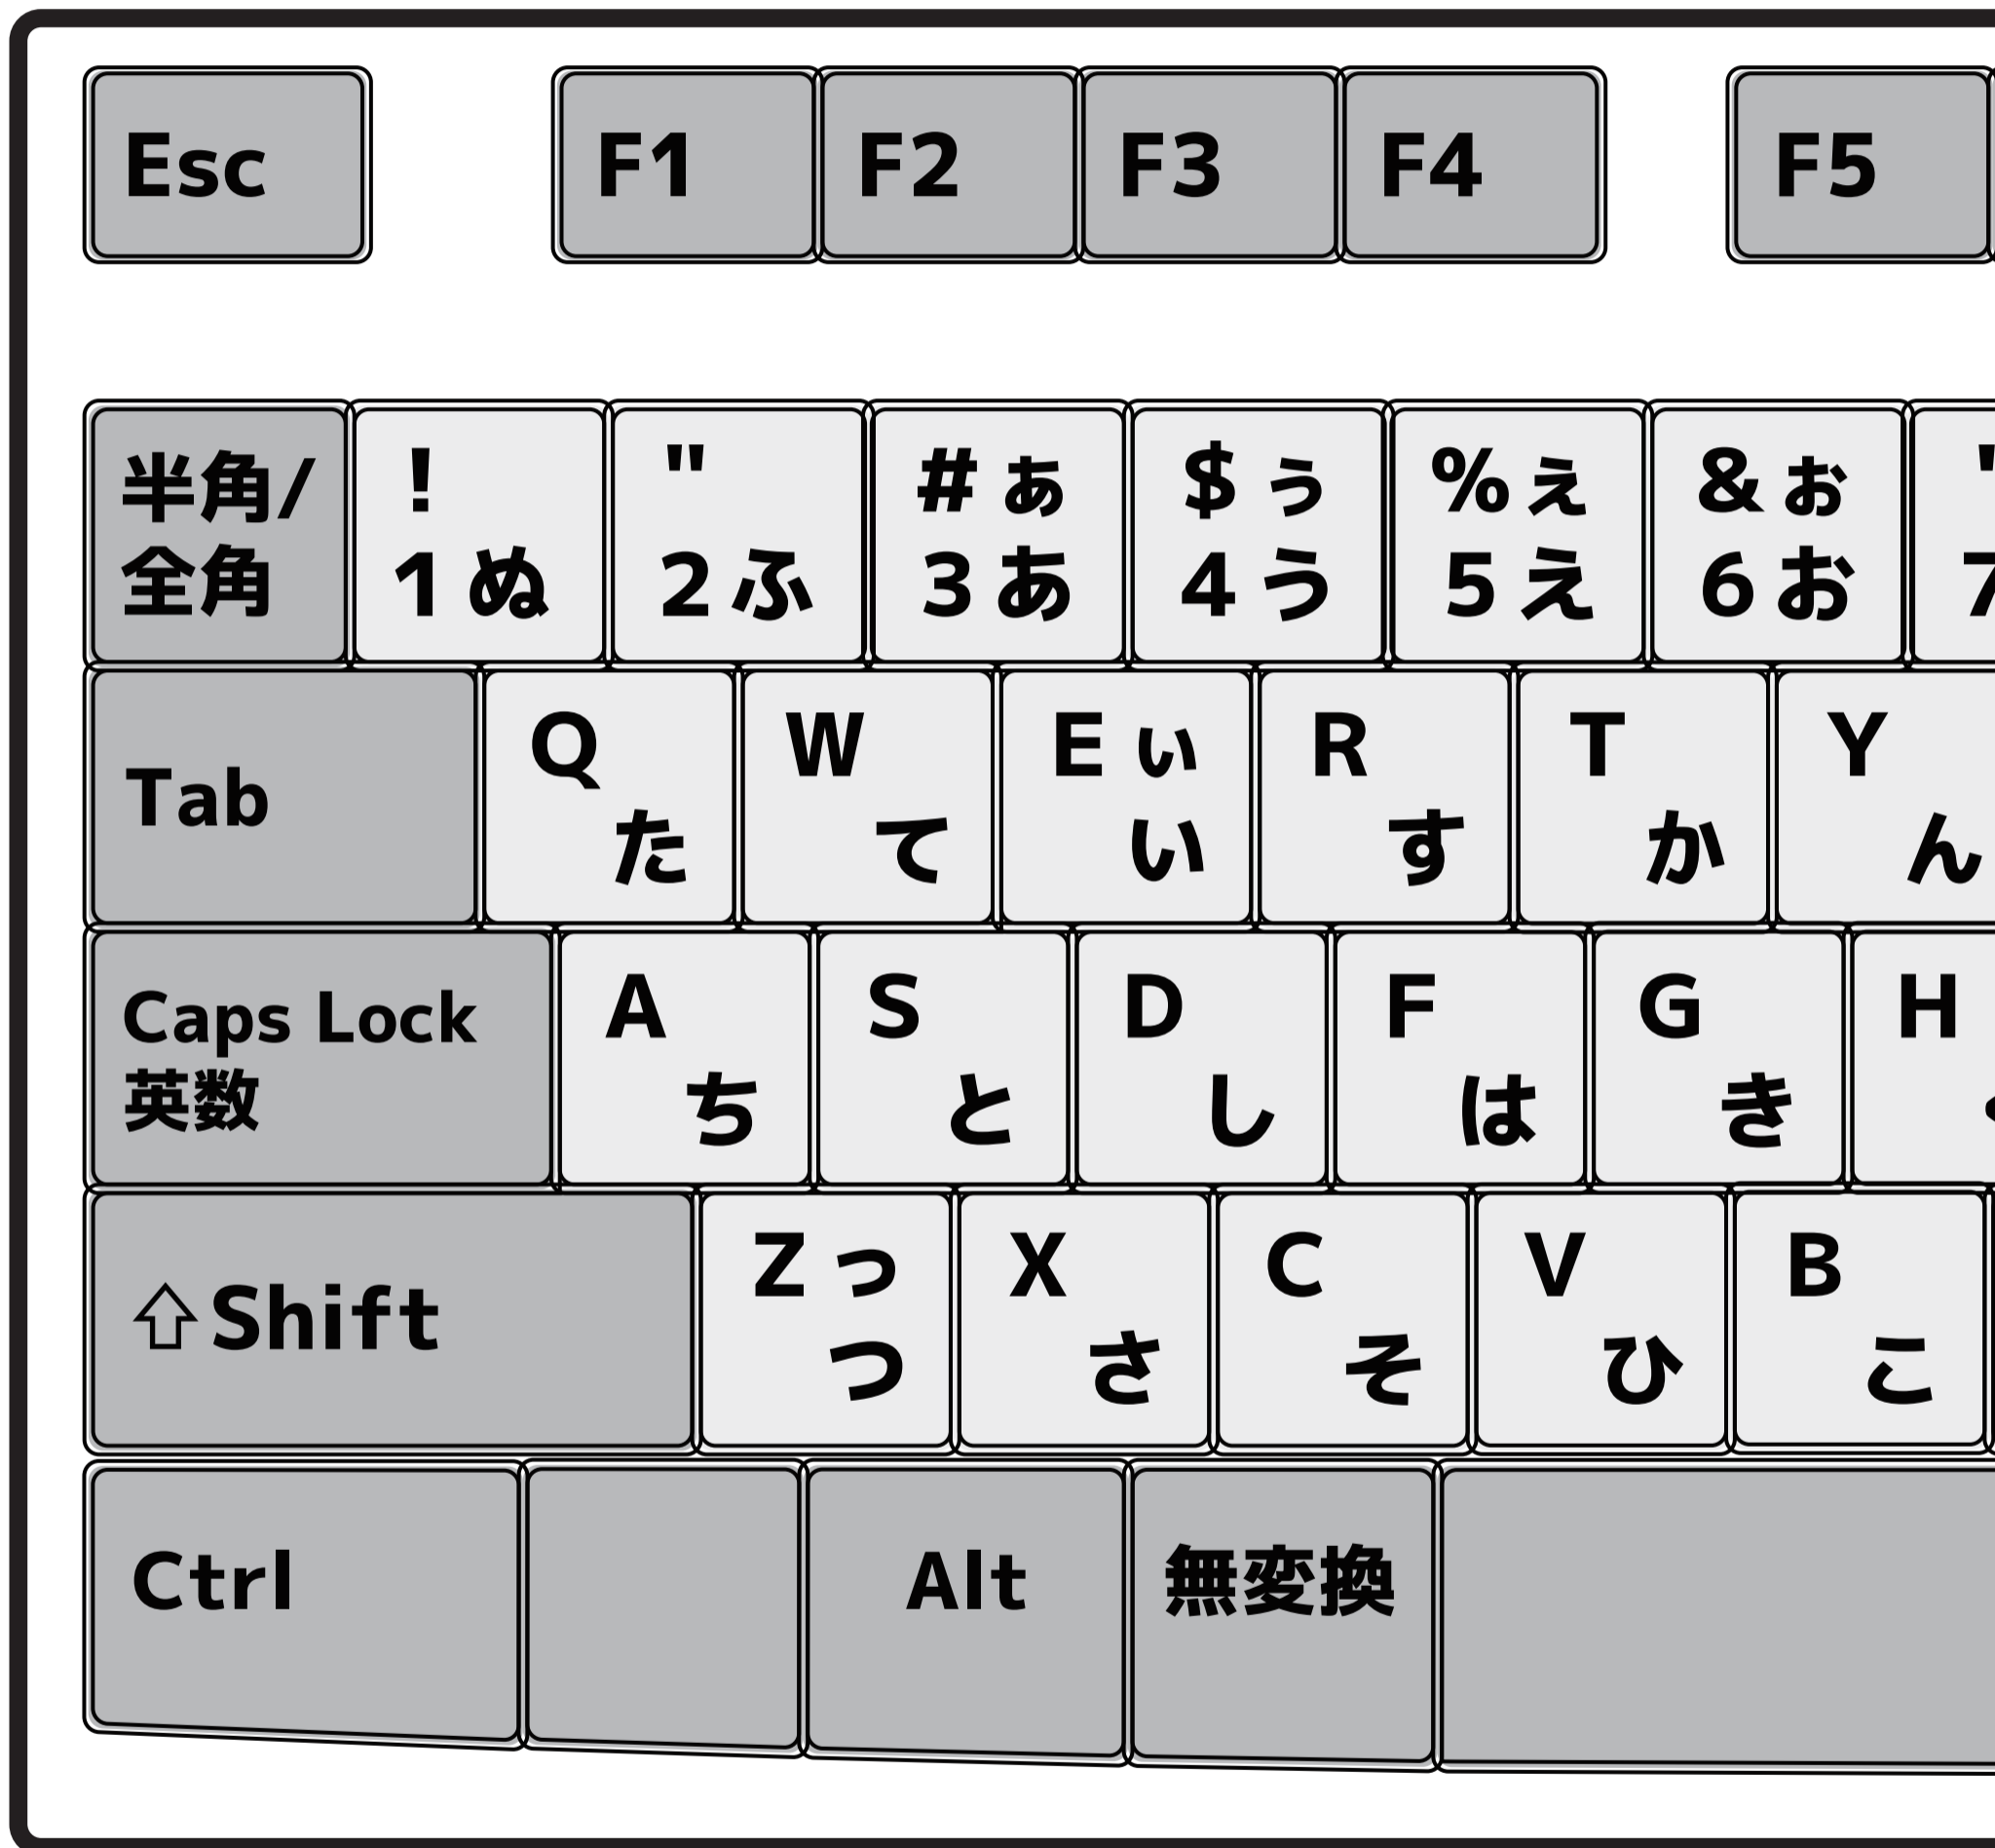 Esc F1 F2 F3 F4 F5
半角/ ! " #ぁ $ぅ %ぇ &ぉ '
全角 1ぬ 2ふ 3あ 4う 5え 6お 7
Q W Eぃ R T Y
Tab
た て い す か ん
A S D F G H
Caps Lock
英数 ち と し は き
Zっ X C V B
⇧Shift
つ さ そ ひ こ
Ctrl Alt 無変換